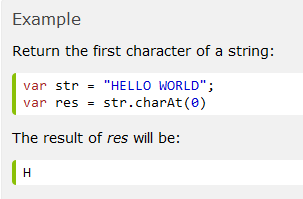 Example
Return the first character of a string:
var str = "HELLO WORLD";
var res = str.charAt(0)
The result of res will be:
H